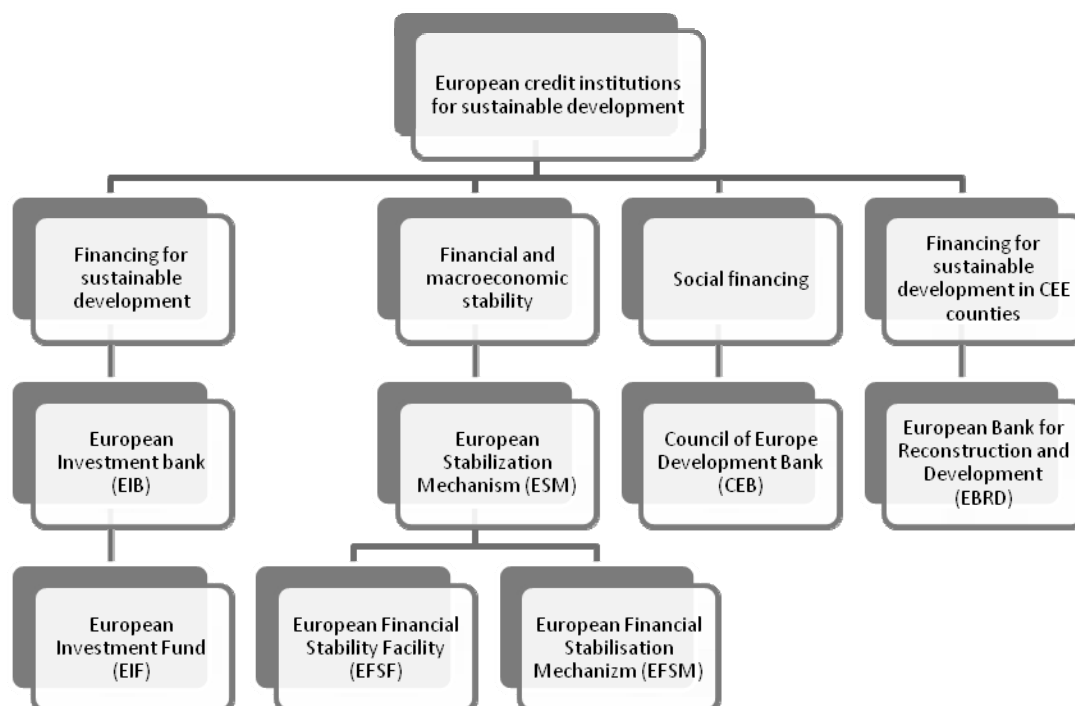 European credit institutions
for sustainable development
Financing for
sustainable
development
Financial and
macroeconomic
stability
Social financing
Financing for
sustainable
development in CEE
counties
European
Investment bank
(EIB)
European
Stabilization
Mechanism (ESM)
Council of Europe
Development Bank
(CEB)
European Bank for
Reconstruction and
Development
(EBRD)
European
Investment Fund
(EIF)
European Financial
Stability Facility
(EFSF)
European Financial
Stabilisation
Mechanizm (EFSM)